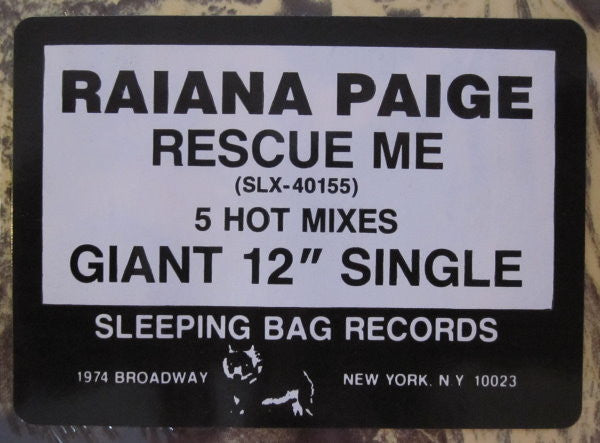 RAIANA PAIGE
RESCUE ME
(SLX-40155)
5 HOT MIXES
GIANT 12" SINGLE
SLEEPING BAG RECORDS
1974 BROADWAY NEW YORK. N Y 10023